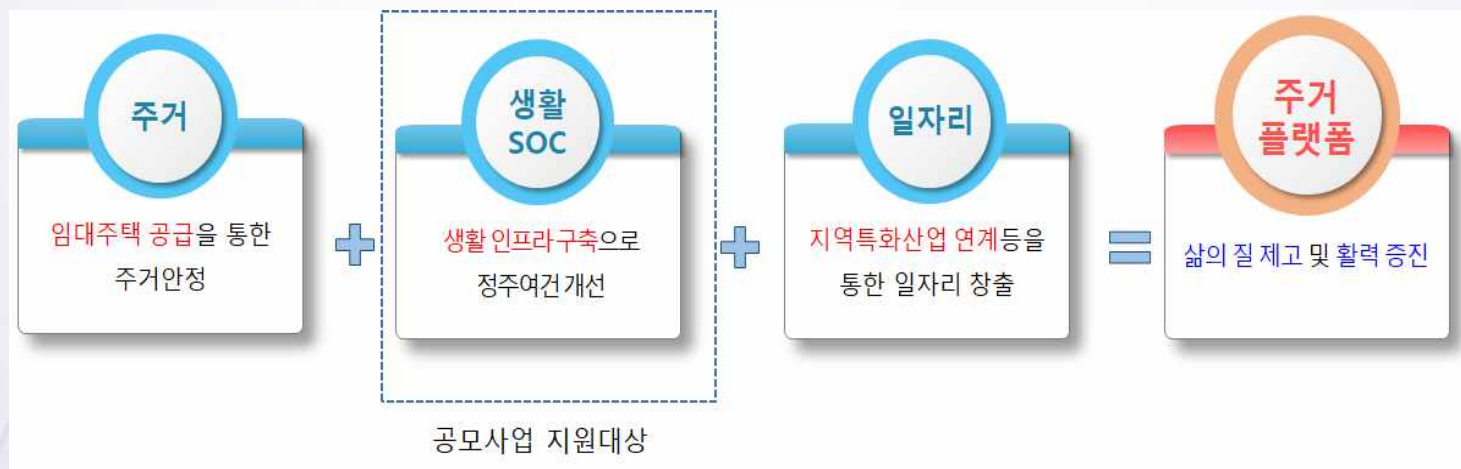 주거
임대주택 공급을 통한
주거안정
+
생활
SOC
생활 인프라 구축으로
정주여건 개선
+
일자리
지역특화산업 연계등을
통한 일자리 창출
=
주거
플랫폼
삶의 질 제고 및 활력 증진
공모사업 지원대상